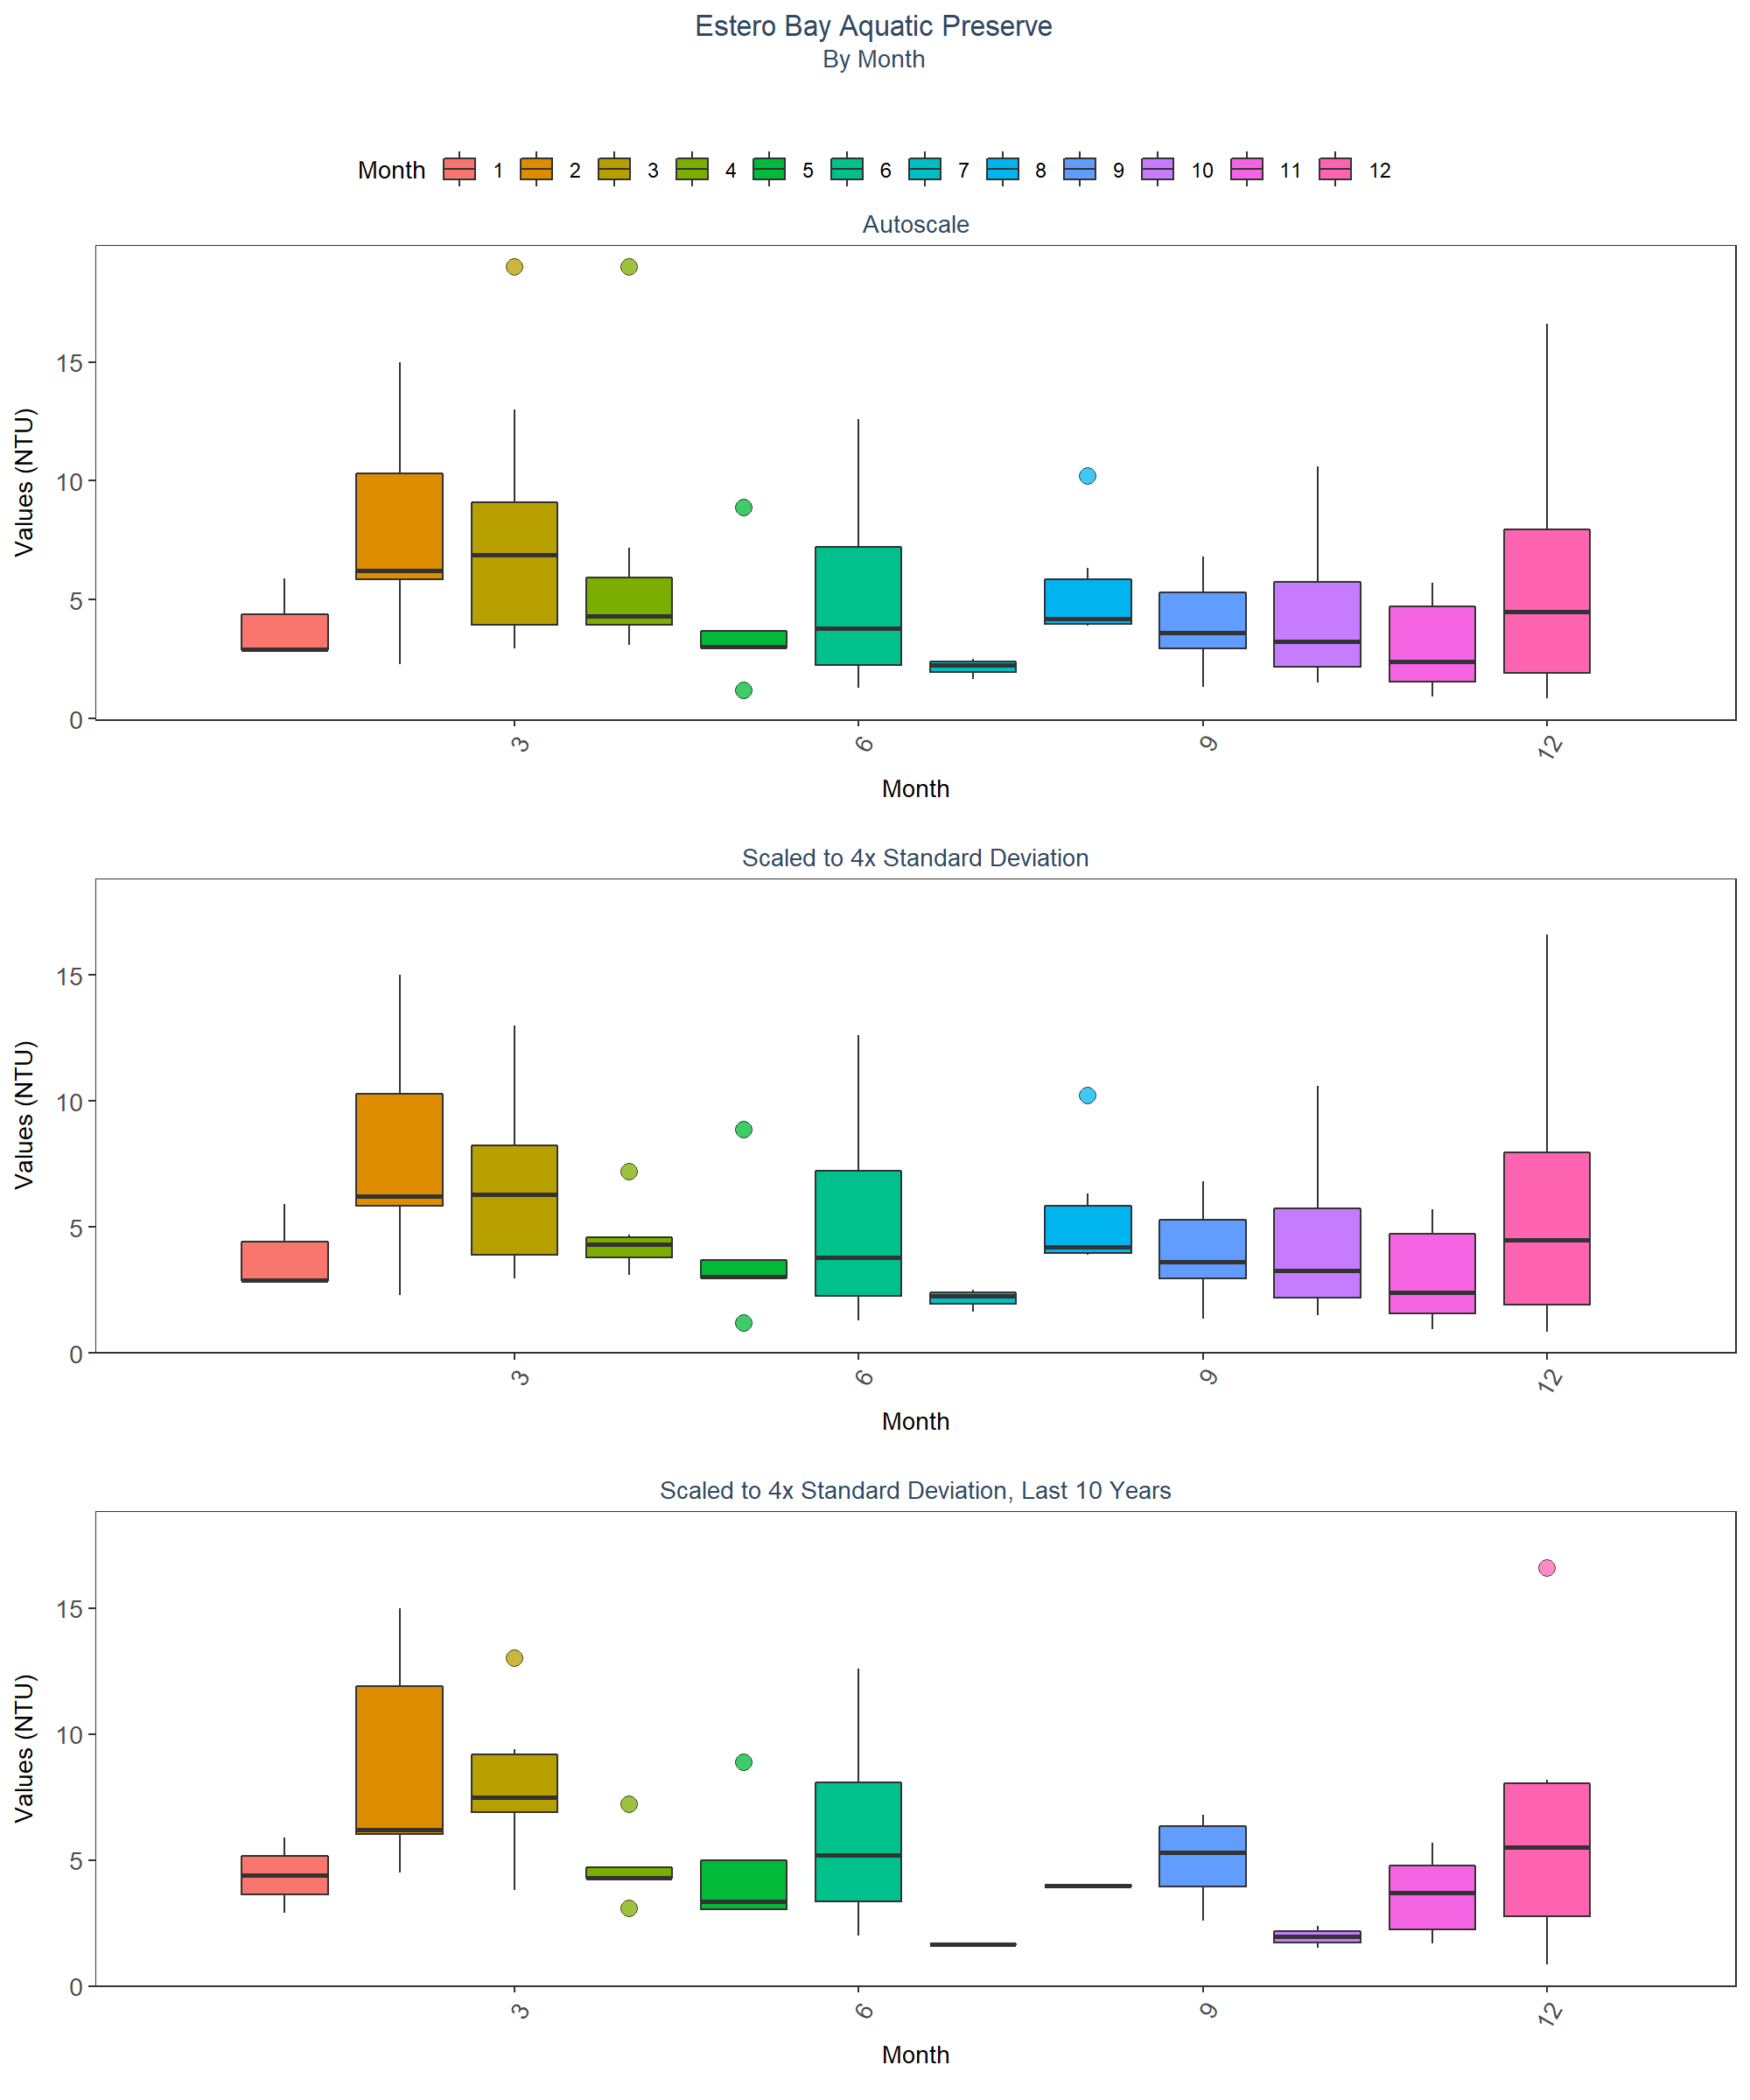 Estero Bay Aquatic Preserve
By Month
Month 1 2 3 4 5 6 7 8 9 10 11 12
Autoscale
Values (NTU)
15
10
5
0
3 6 9 12
Month
Scaled to 4x Standard Deviation
Values (NTU)
15
10
5
0
3 6 9 12
Month
Scaled to 4x Standard Deviation, Last 10 Years
Values (NTU)
15
10
5
0
3 6 9 12
Month